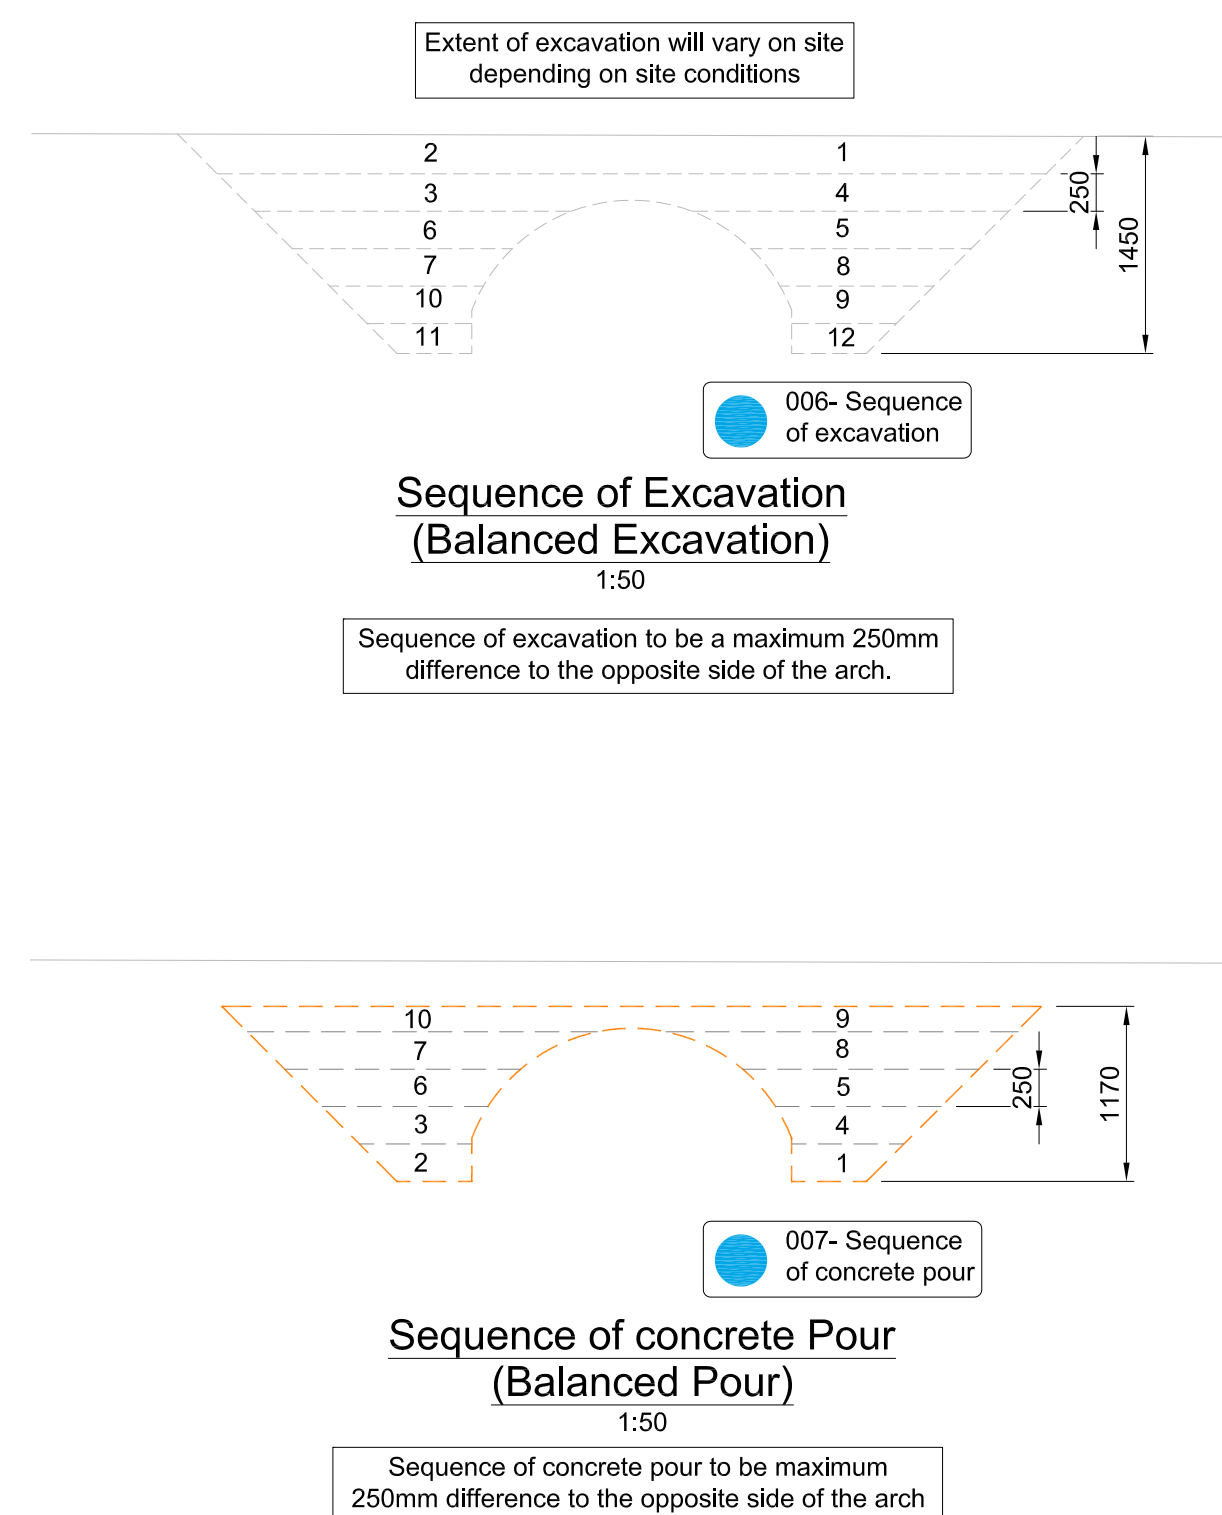 Extent of excavation will vary on site
depending on site conditions
2 1
3 4
250
6 5
1450
7 8
10 9
11 12
006- Sequence
of excavation
Sequence of Excavation
(Balanced Excavation)
1:50
Sequence of excavation to be a maximum 250mm
difference to the opposite side of the arch.
10 9
7 8
6 5
250
1170
3 4
2 1
007- Sequence
of concrete pour
Sequence of concrete Pour
(Balanced Pour)
1:50
Sequence of concrete pour to be maximum
250mm difference to the opposite side of the arch